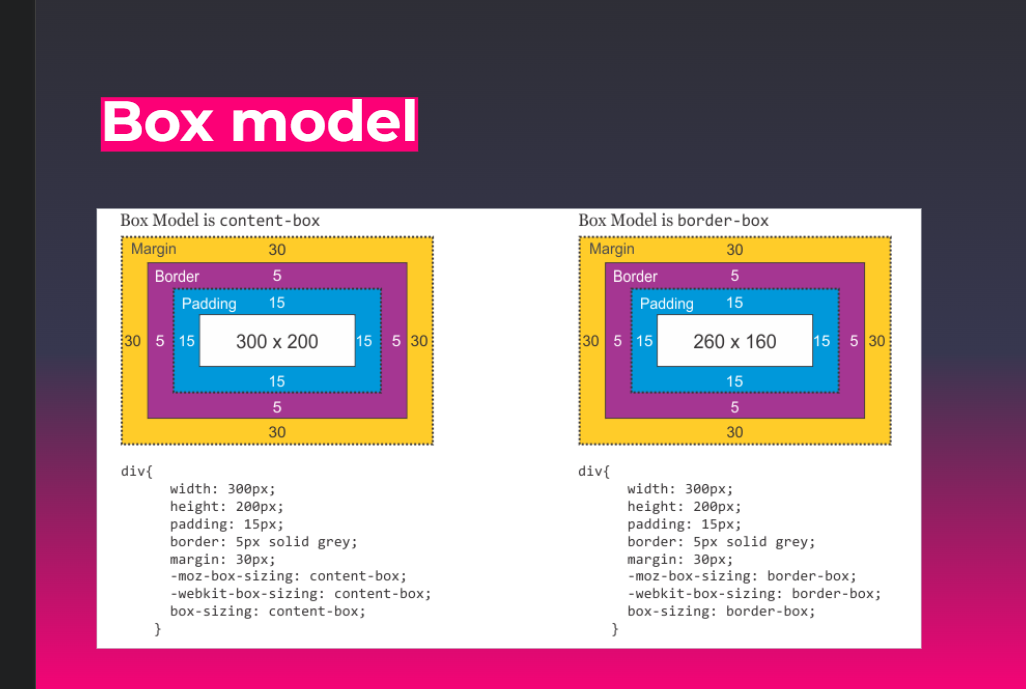 Box model
Box Model is content-box
Margin 30
Border 5
Padding 15
30 5 15 300 x 200 15 5 30
15
5
30
div{
width: 300px;
height: 200px;
padding: 15px;
border: 5px solid grey;
margin: 30px;
-moz-box-sizing: content-box;
-webkit-box-sizing: content-box;
box-sizing: content-box;
}
Box Model is border-box
Margin 30
Border 5
Padding 15
30 5 15 260 x 160 15 5 30
15
5
30
div{
width: 300px;
height: 200px;
padding: 15px;
border: 5px solid grey;
margin: 30px;
-moz-box-sizing: border-box;
-webkit-box-sizing: border-box;
box-sizing: border-box;
}